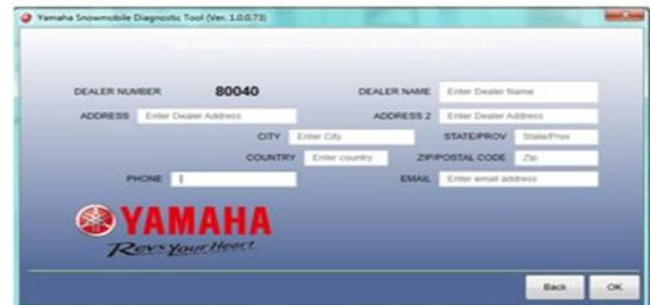 Yamaha Snowmobile Diagnostic Tool (Ver. 1.0.0.73)
DEALER NUMBER 80040 DEALER NAME Enter Dealer Name
ADDRESS Enter Dealer Address ADDRESS 2 Enter Dealer Address
CITY Enter City STATE/PROV State/Prov
COUNTRY Enter country ZIP/POSTAL CODE Zip
PHONE EMAIL Enter email address
YAMAHA
Revs Your Heart
Back OK